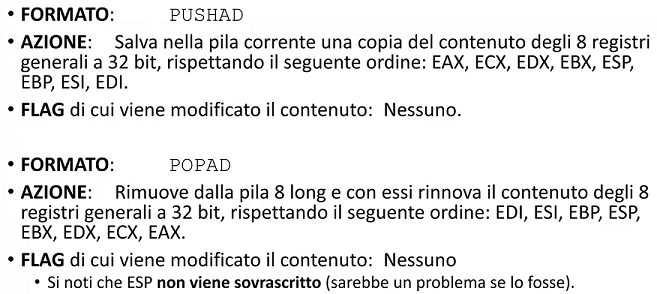 • FORMATO: PUSHAD
• AZIONE: Salva nella pila corrente una copia del contenuto degli 8 registri
generali a 32 bit, rispettando il seguente ordine: EAX, ECX, EDX, EBX, ESP,
EBP, ESI, EDI.
• FLAG di cui viene modificato il contenuto: Nessuno.
• FORMATO: POPAD
• AZIONE: Rimuove dalla pila 8 long e con essi rinnova il contenuto degli 8
registri generali a 32 bit, rispettando il seguente ordine: EDI, ESI, EBP, ESP,
EBX, EDX, ECX, EAX.
• FLAG di cui viene modificato il contenuto: Nessuno
• Si noti che ESP non viene sovrascritto (sarebbe un problema se lo fosse).